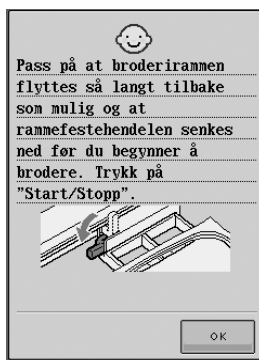 Pass på at broderirammen
flyttes så langt tilbake
som mulig og at
rammefestehendelen senkes
ned før du begynner å
brodere. Trykk på
"Start/Stopp".
OK